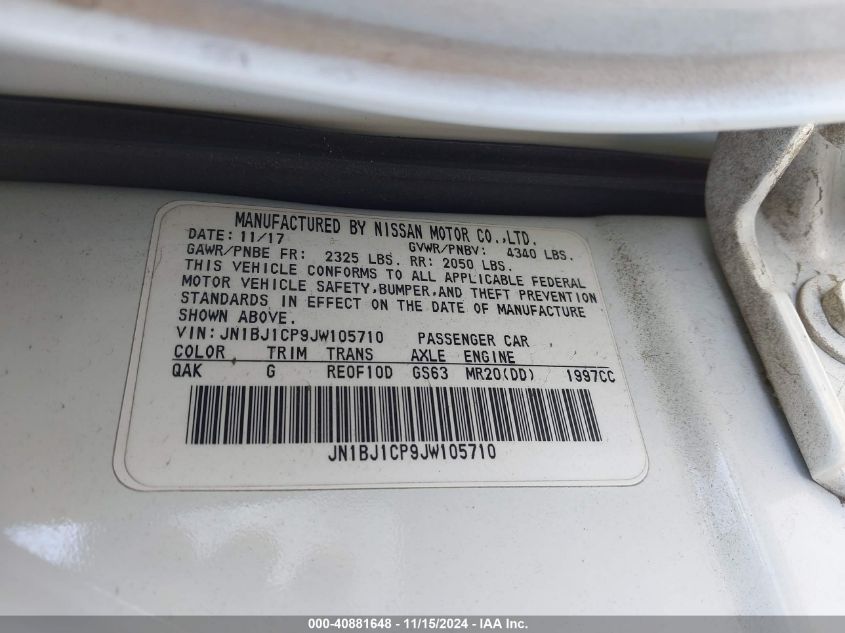 MANUFACTURED BY NISSAN MOTOR CO.,LTD.
DATE: 11/17 GVWR/PNBV: 4340 LBS.
GAWR/PNBE FR: 2325 LBS. RR: 2050 LBS.
THIS VEHICLE CONFORMS TO ALL APPLICABLE FEDERAL
MOTOR VEHICLE SAFETY,BUMPER,AND THEFT PREVENTION
STANDARDS IN EFFECT ON THE DATE OF MANUFACTURE
SHOWN ABOVE.
VIN: JN1BJ1CP9JW105710 PASSENGER CAR
COLOR TRIM TRANS AXLE ENGINE
QAK G RE0F10D GS63 MR20(DD) 1997CC
JN1BJ1CP9JW105710
000-40881648 - 11/15/2024 - IAA Inc.